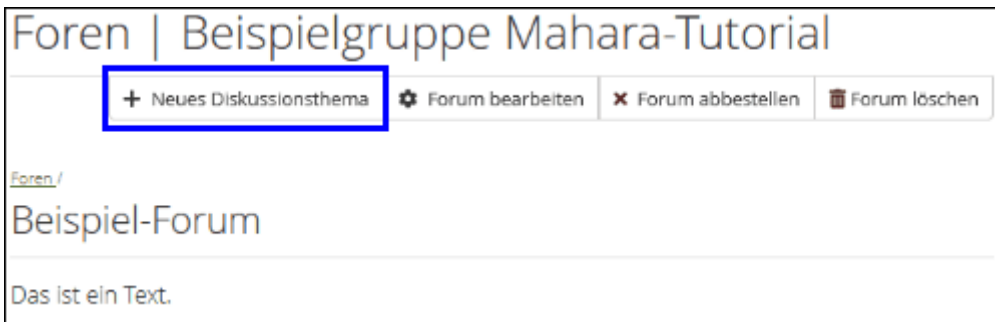 Foren | Beispielgruppe Mahara-Tutorial
Neues Diskussionsthema Forum bearbeiten Forum abbestellen Forum löschen
Foren /
Beispiel-Forum
Das ist ein Text.